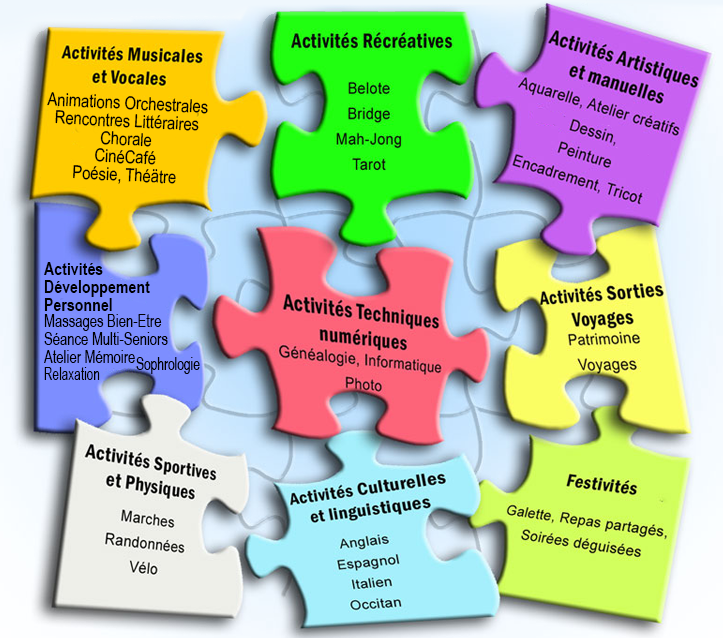 Activités Musicales
et Vocales
Animations Orchestrales
Rencontres Littéraires
Chorale
CinéCafé
Poésie, Théâtre
Activités Récréatives
Belote
Bridge
Mah-Jong
Tarot
Activités Artistiques
et manuelles
Aquarelle, Atelier créatifs
Dessin,
Peinture
Encadrement, Tricot
Activités
Développement
Personnel
Massages Bien-Etre
Séance Multi-Seniors
Atelier Mémoire Sophrologie
Relaxation
Activités Techniques
numériques
Généalogie, Informatique
Photo
Activités Sorties
Voyages
Patrimoine
Voyages
Activités Sportives
et Physiques
Marches
Randonnées
Vélo
Activités Culturelles
et linguistiques
Anglais
Espagnol
Italien
Occitan
Festivités
Galette, Repas partagés,
Soirées déguisées